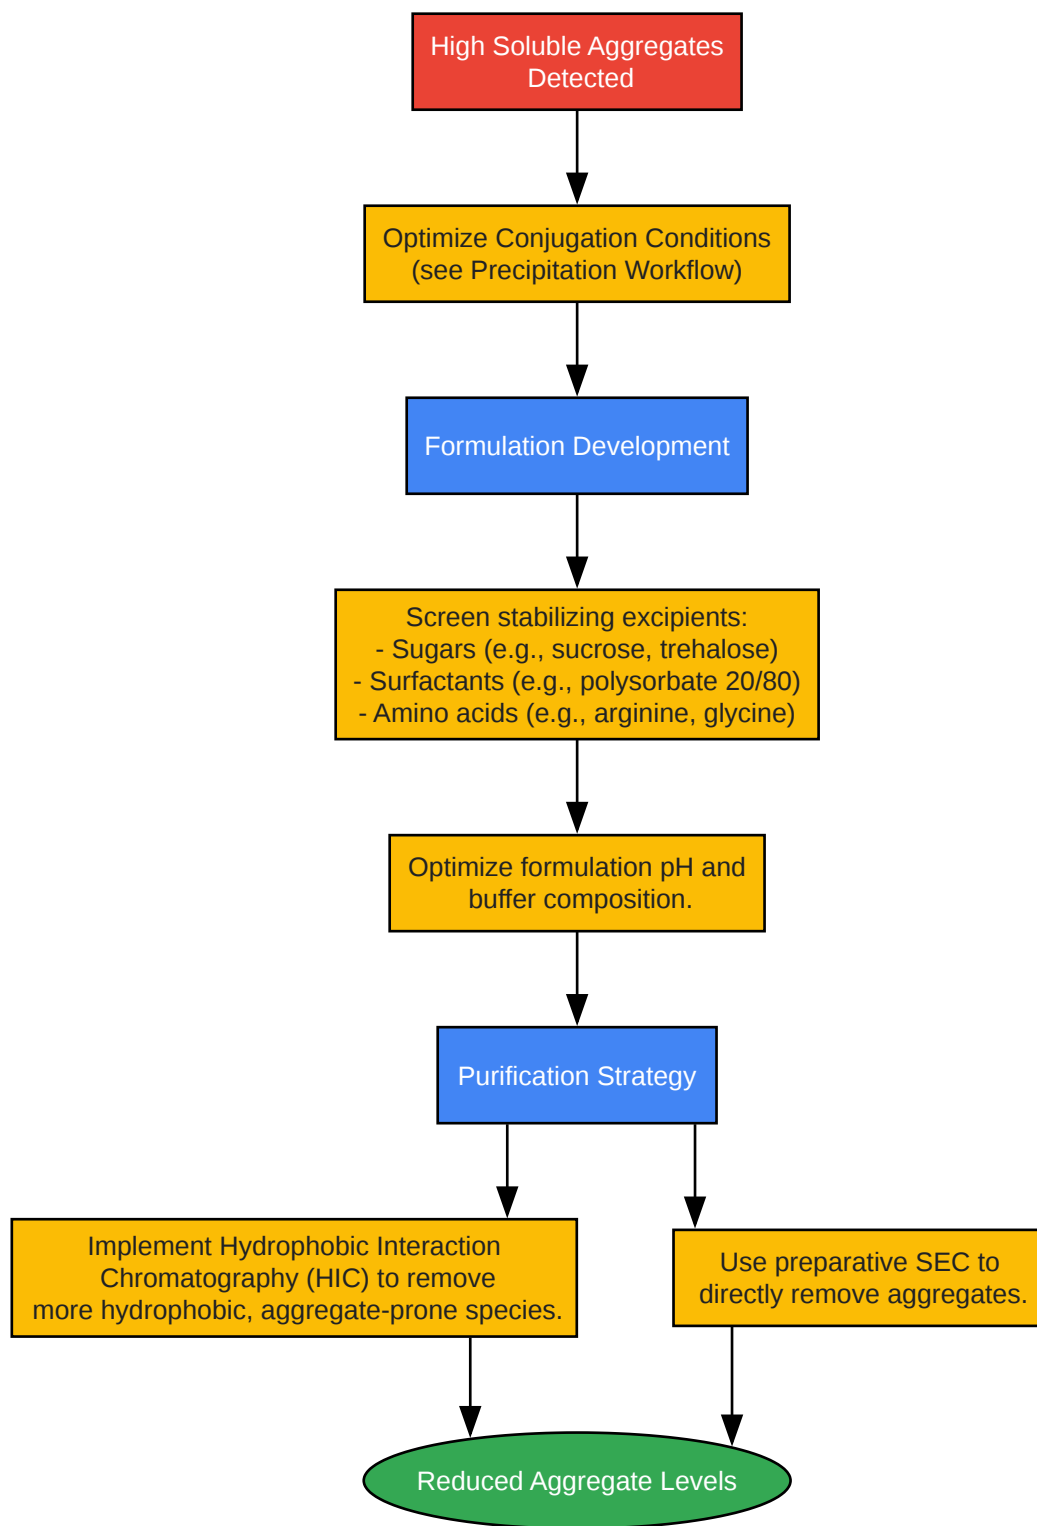 High Soluble Aggregates
Detected
Optimize Conjugation Conditions
(see Precipitation Workflow)
Formulation Development
Screen stabilizing excipients:
- Sugars (e.g., sucrose, trehalose)
- Surfactants (e.g., polysorbate 20/80)
- Amino acids (e.g., arginine, glycine)
Optimize formulation pH and
buffer composition.
Purification Strategy
Implement Hydrophobic Interaction
Chromatography (HIC) to remove
more hydrophobic, aggregate-prone species.
Use preparative SEC to
directly remove aggregates.
Reduced Aggregate Levels